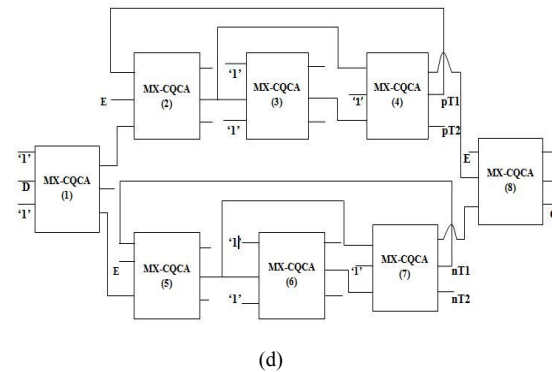 MX-CQCA
(2)
E
'1'
MX-CQCA
(3)
'1'
MX-CQCA
(4)
'1'
pT1
pT2
'1'
D
'1'
MX-CQCA
(1)
E
MX-CQCA
(8)
MX-CQCA
(5)
E
'1'
MX-CQCA
(6)
'1'
MX-CQCA
(7)
'1'
nT1
nT2
(d)